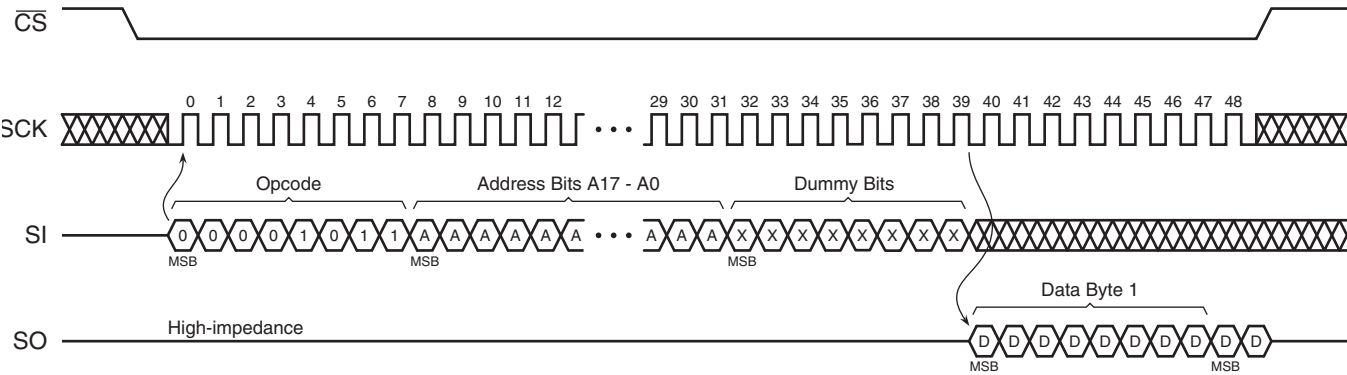 CS
0 1 2 3 4 5 6 7 8 9 10 11 12 29 30 31 32 33 34 35 36 37 38 39 40 41 42 43 44 45 46 47 48
SCK
Opcode Address Bits A17 - A0 Dummy Bits
SI 0 0 0 0 1 0 1 1 A A A A A A A A A X X X X X X X X
MSB MSB MSB
Data Byte 1
High-impedance
SO D D D D D D D D D D
MSB MSB